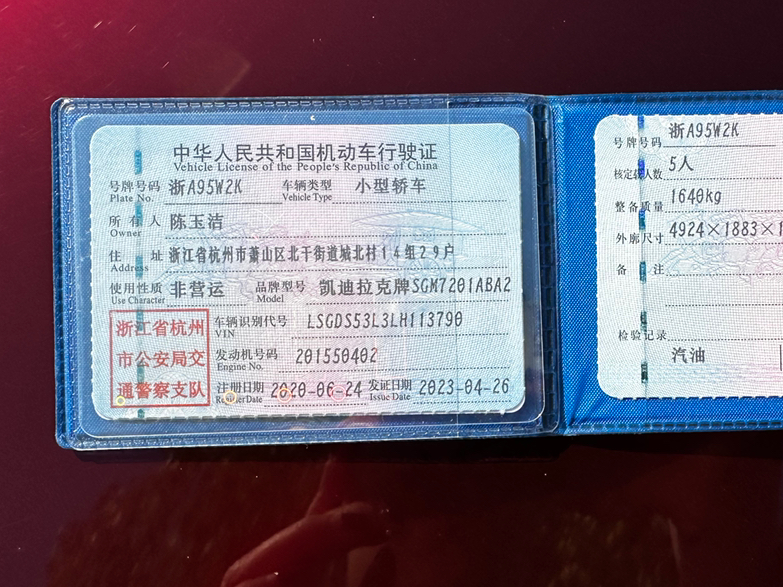 中华人民共和国机动车行驶证
Vehicle License of the People's Republic of China
号牌号码 浙A95W2K 车辆类型 小型轿车
Plate No. Vehicle Type
所有人 陈玉洁
Owner
住址 浙江省杭州市萧山区北干街道城北村14组29户
Address
使用性质 非营运 品牌型号 凯迪拉克牌SGM7201ABA2
Use Character Model
浙江省杭州
市公安局交
通警察支队
车辆识别代号 LSGDS53L3LH113790
VIN
发动机号码 201550402
Engine No.
注册日期 2020-06-24 发证日期 2023-04-26
Register Date Issue Date
号牌号码 浙A95W2K
核定载人数 5人
整备质量 1640kg
外廓尺寸 4924×1883×1
备注
检验记录
汽油